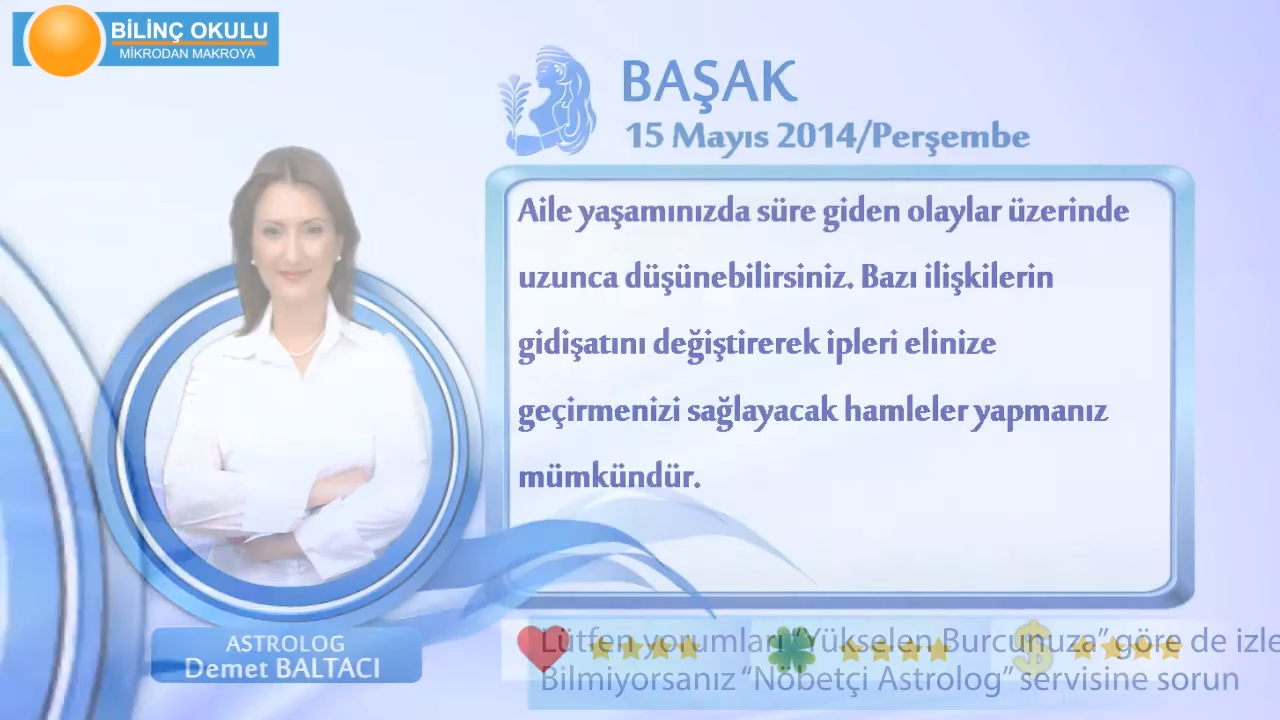 BİLİNÇ OKULU
MİKRODAN MAKROYA
BAŞAK
15 Mayıs 2014/Perşembe
Aile yaşamınızda süre giden olaylar üzerinde
uzunca düşünebilirsiniz. Bazı ilişkilerin
gidişatını değiştirerek ipleri elinize
geçirmenizi sağlayacak hamleler yapmanız
mümkündür.
ASTROLOG
Demet BALTACI
Lütfen yorumları “Yükselen Burcunuza” göre de izle
Bilmiyorsanız “Nöbetçi Astrolog” servisine sorun